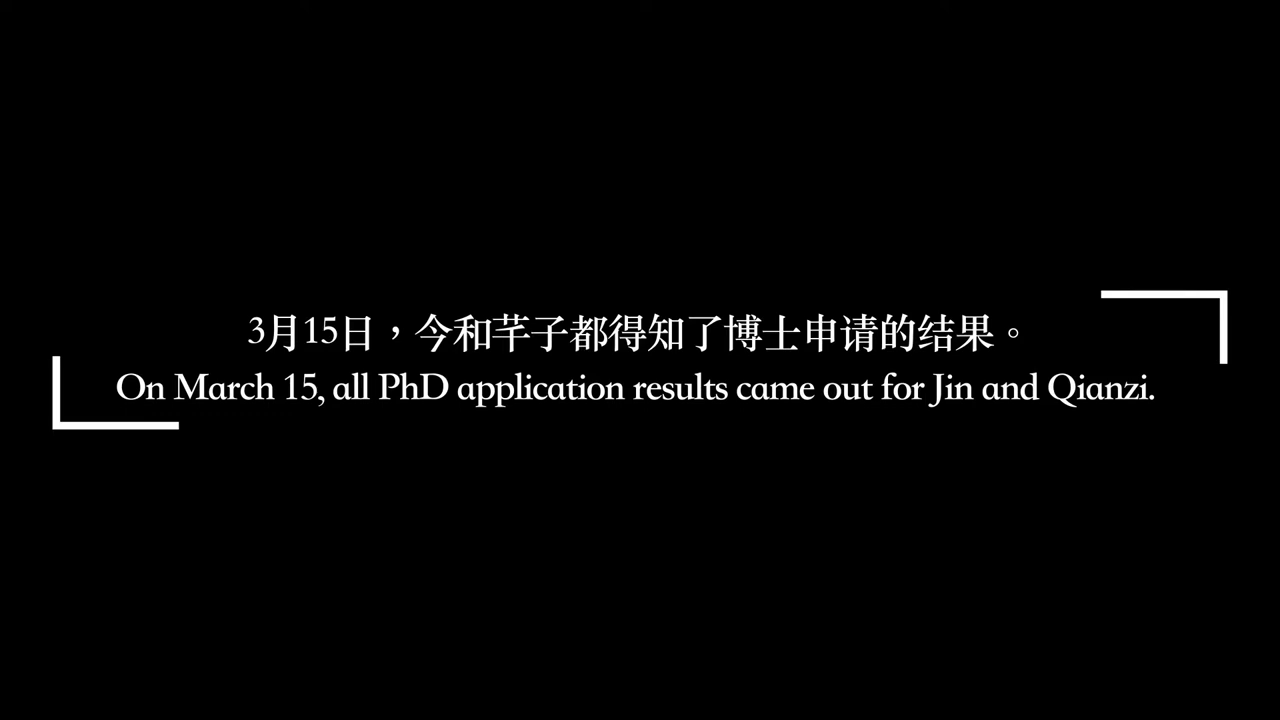 3月15日，今和芊子都得知了博士申请的结果。
On March 15, all PhD application results came out for Jin and Qianzi.